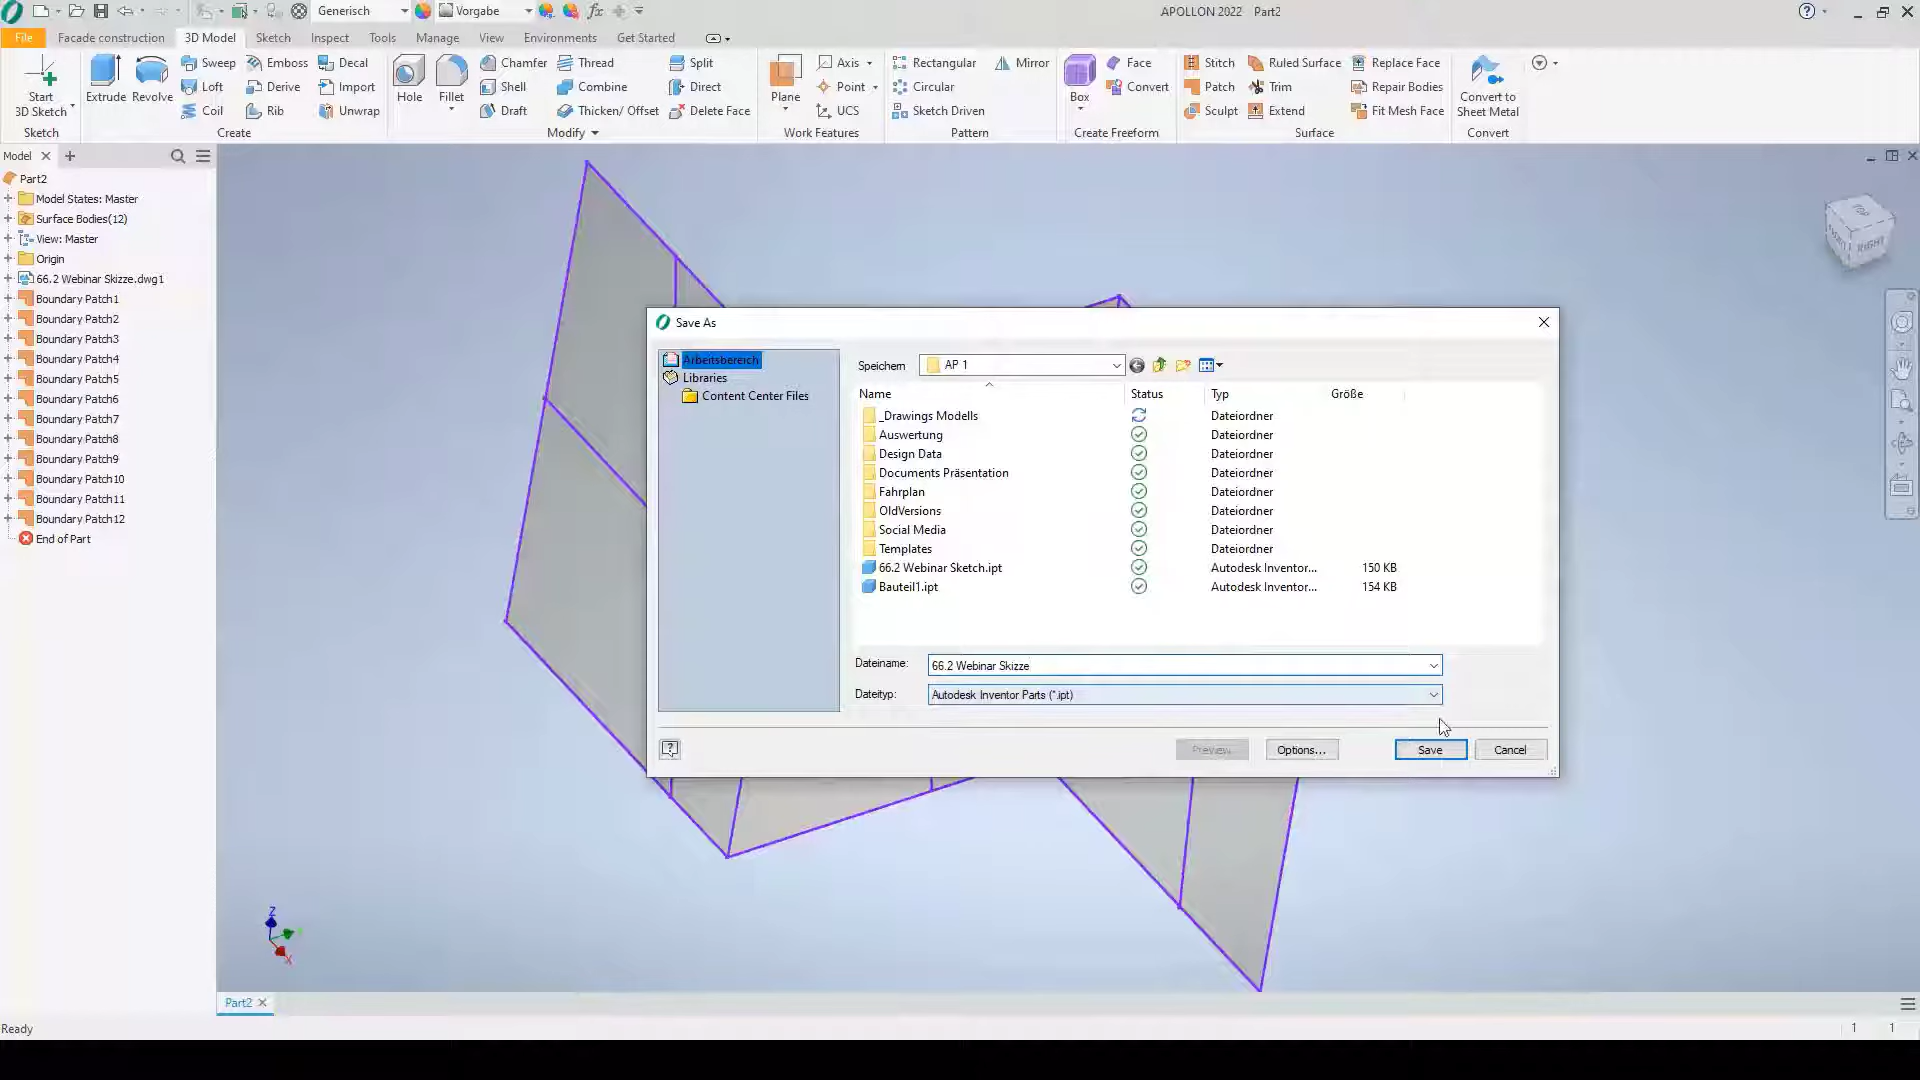 Generisch Vorgabe fx APOLLON 2022 Part2 ?
File Facade construction 3D Model Sketch Inspect Tools Manage View Environments Get Started
Start 3D Sketch
Sketch
Extrude Revolve
Sweep Emboss Decal
Loft Derive Import
Coil Rib Unwrap
Create
Hole Fillet
Chamfer Thread Split
Shell Combine Direct
Draft Thicken/ Offset Delete Face
Modify
Plane
Axis
Point
UCS
Work Features
Rectangular Mirror
Circular
Sketch Driven
Pattern
Box
Face
Convert
Create Freeform
Stitch Ruled Surface Replace Face
Patch Trim Repair Bodies
Sculpt Extend Fit Mesh Face
Surface
Convert to Sheet Metal
Convert
Model
Part2
Model States: Master
Surface Bodies(12)
View: Master
Origin
66.2 Webinar Skizze.dwg1
Boundary Patch1
Boundary Patch2
Boundary Patch3
Boundary Patch4
Boundary Patch5
Boundary Patch6
Boundary Patch7
Boundary Patch8
Boundary Patch9
Boundary Patch10
Boundary Patch11
Boundary Patch12
End of Part
TOP
RIGHT
Save As
Arbeitsbereich
Libraries
Content Center Files
Speichern AP 1
Name Status Typ Größe
_Drawings Modells Dateiordner
Auswertung Dateiordner
Design Data Dateiordner
Documents Präsentation Dateiordner
Fahrplan Dateiordner
OldVersions Dateiordner
Social Media Dateiordner
Templates Dateiordner
66.2 Webinar Sketch.ipt Autodesk Inventor... 150 KB
Bauteil1.ipt Autodesk Inventor... 154 KB
Dateiname: 66.2 Webinar Skizze
Dateityp: Autodesk Inventor Parts (*.ipt)
? Preview... Options... Save Cancel
Z
X
Part2
Ready 1 1